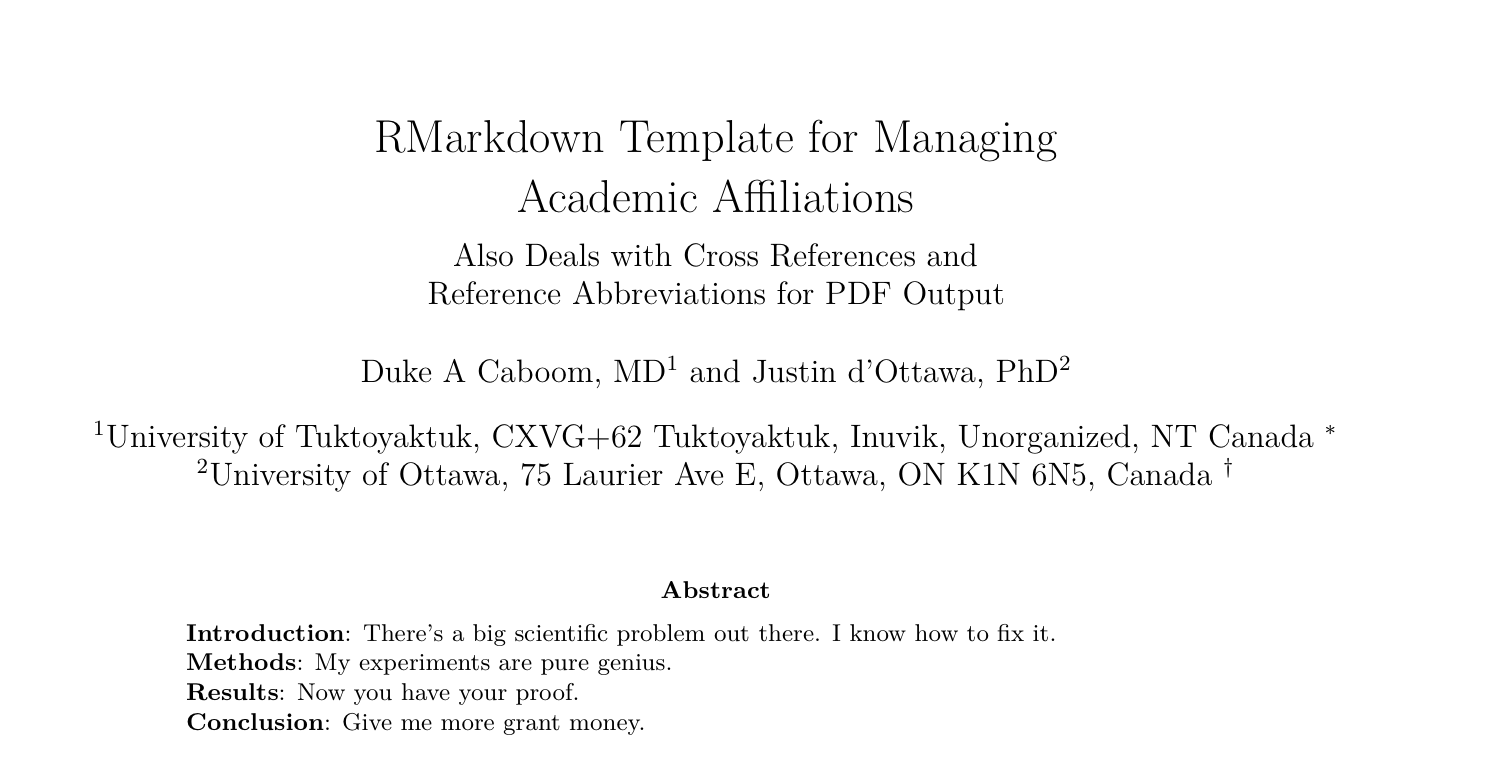 RMarkdown Template for Managing
Academic Affiliations
Also Deals with Cross References and
Reference Abbreviations for PDF Output
Duke A Caboom, MD¹ and Justin d’Ottawa, PhD²
¹University of Tuktoyaktuk, CXVG+62 Tuktoyaktuk, Inuvik, Unorganized, NT Canada *
²University of Ottawa, 75 Laurier Ave E, Ottawa, ON K1N 6N5, Canada †
Abstract
Introduction: There’s a big scientific problem out there. I know how to fix it.
Methods: My experiments are pure genius.
Results: Now you have your proof.
Conclusion: Give me more grant money.